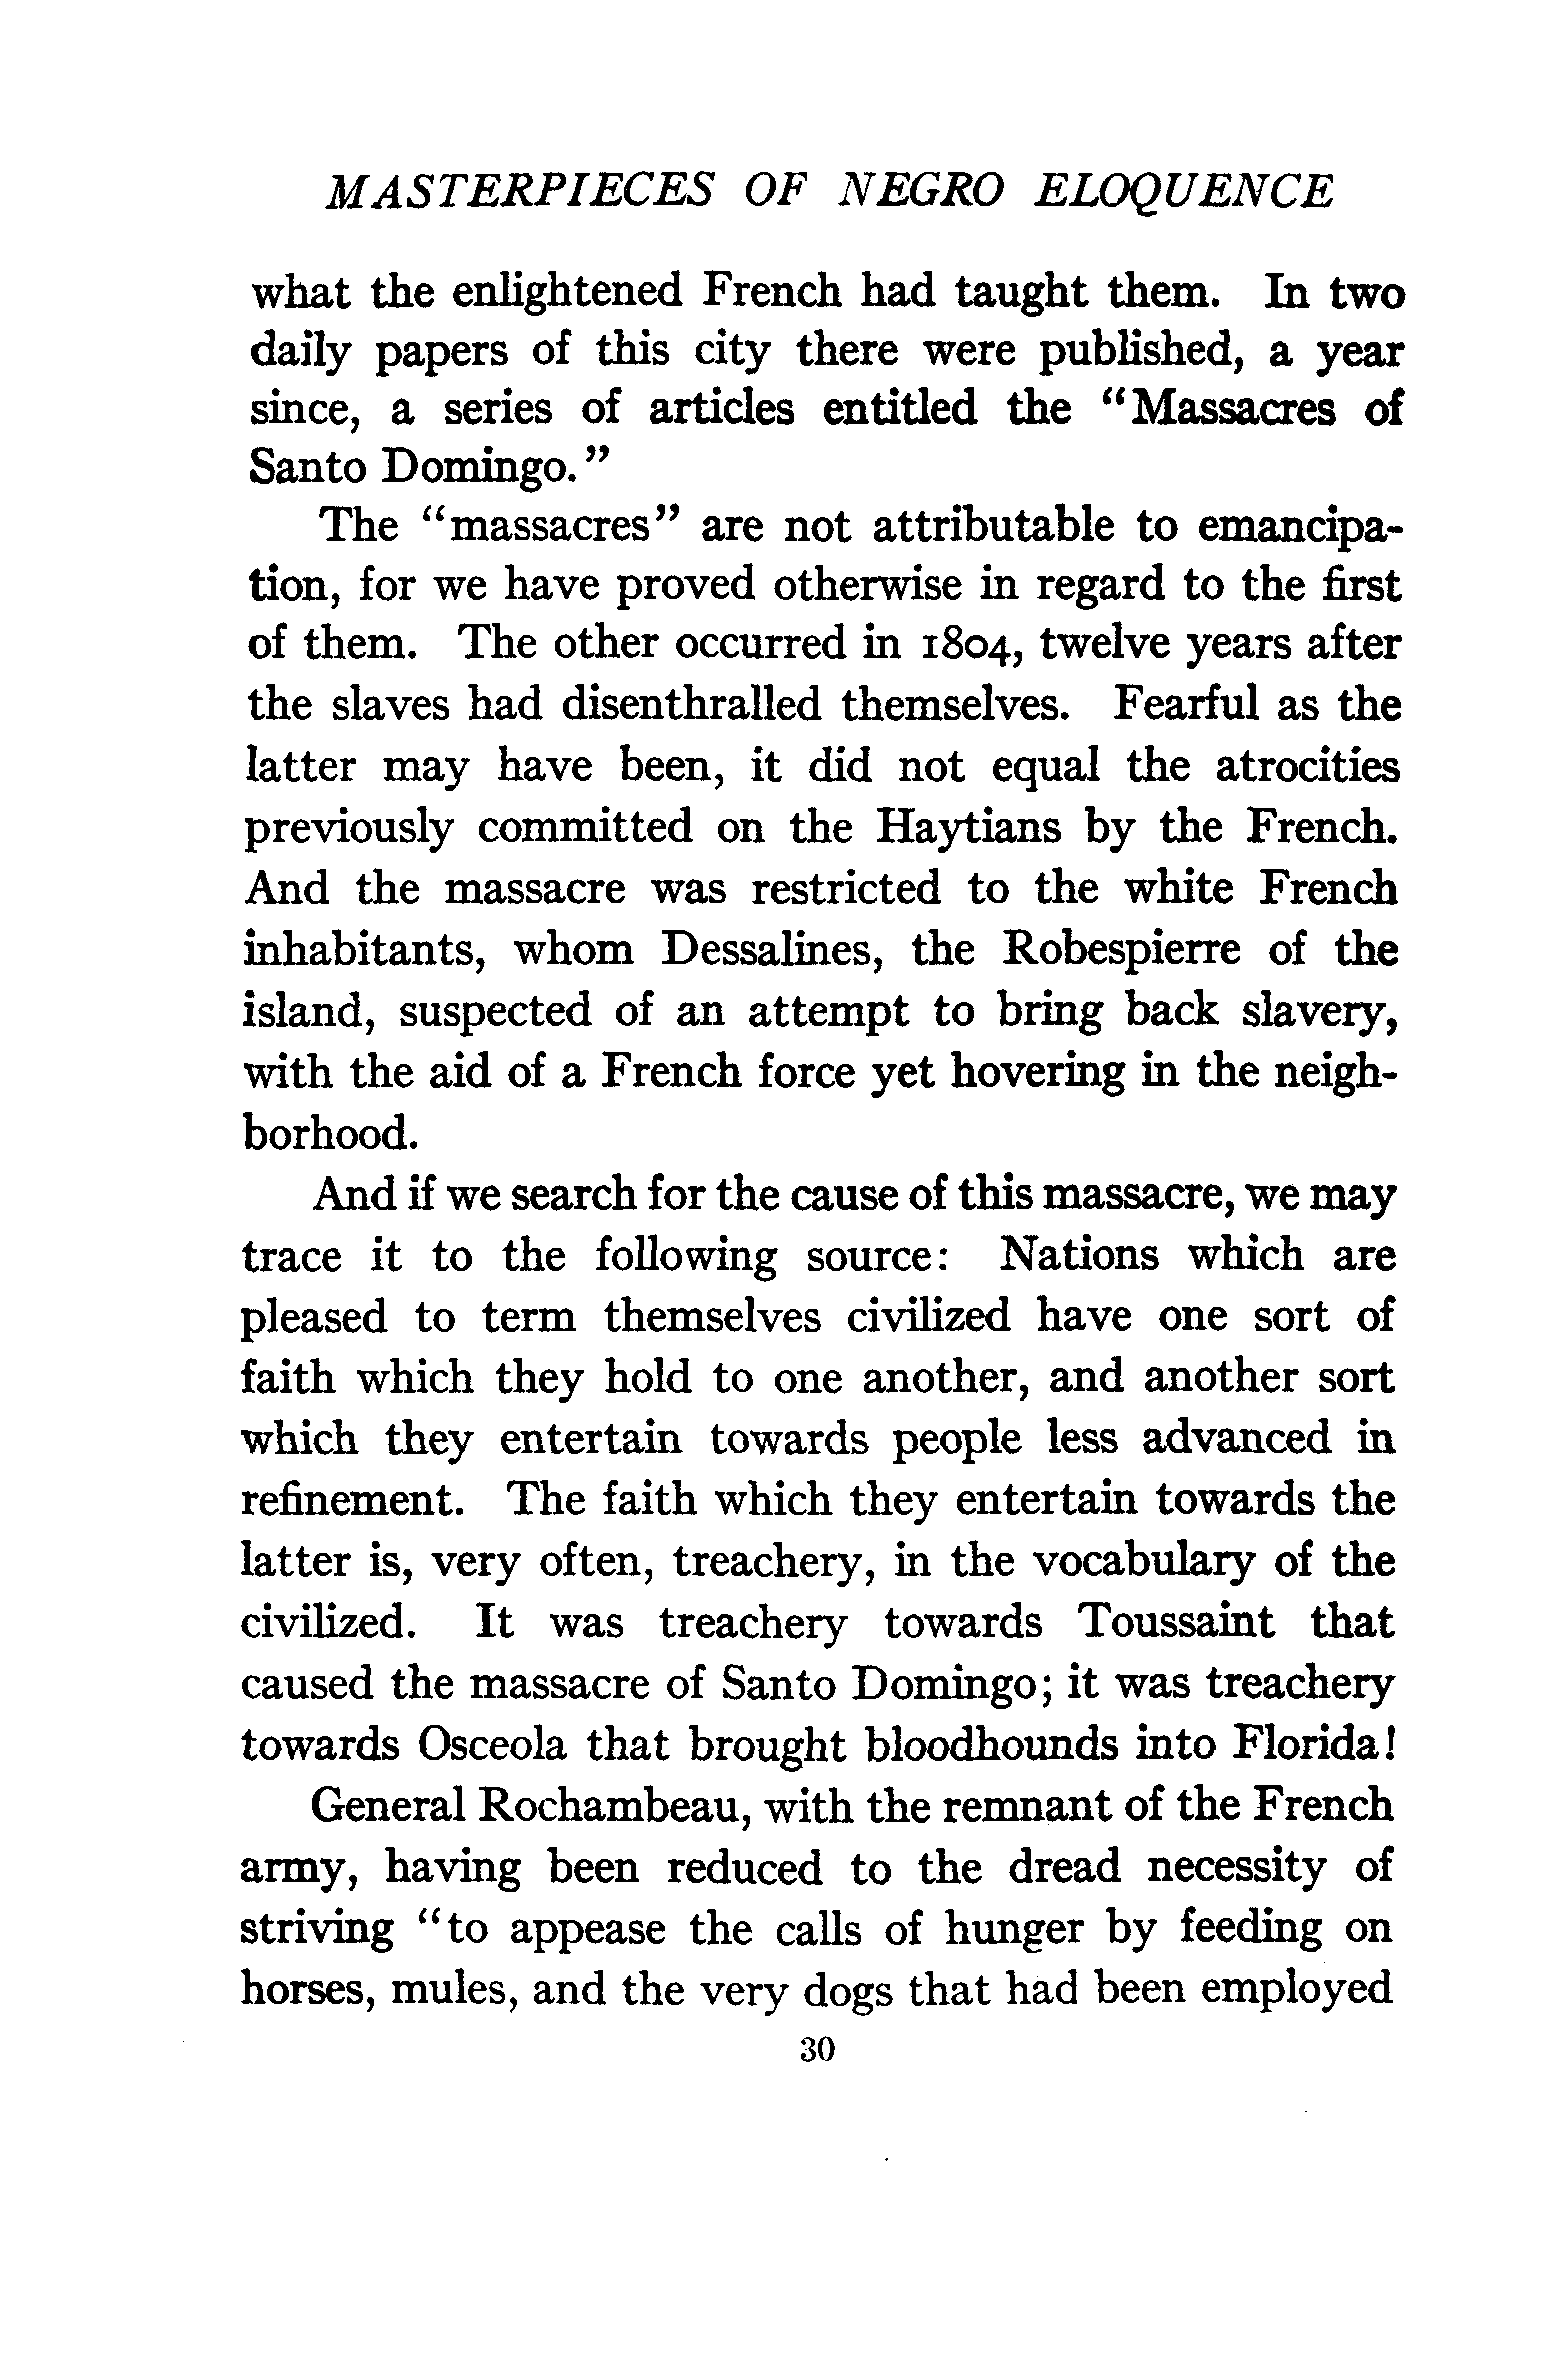 MASTERPIECES OF NEGRO ELOQUENCE
what the enlightened French had taught them. In two
daily papers of this city there were published, a year
since, a series of articles entitled the "Massacres of
Santo Domingo."
The "massacres" are not attributable to emancipa-
tion, for we have proved otherwise in regard to the first
of them. The other occurred in 1804, twelve years after
the slaves had disenthralled themselves. Fearful as the
latter may have been, it did not equal the atrocities
previously committed on the Haytians by the French.
And the massacre was restricted to the white French
inhabitants, whom Dessalines, the Robespierre of the
island, suspected of an attempt to bring back slavery,
with the aid of a French force yet hovering in the neigh-
borhood.
And if we search for the cause of this massacre, we may
trace it to the following source: Nations which are
pleased to term themselves civilized have one sort of
faith which they hold to one another, and another sort
which they entertain towards people less advanced in
refinement. The faith which they entertain towards the
latter is, very often, treachery, in the vocabulary of the
civilized. It was treachery towards Toussaint that
caused the massacre of Santo Domingo; it was treachery
towards Osceola that brought bloodhounds into Florida!
General Rochambeau, with the remnant of the French
army, having been reduced to the dread necessity of
striving "to appease the calls of hunger by feeding on
horses, mules, and the very dogs that had been employed
30